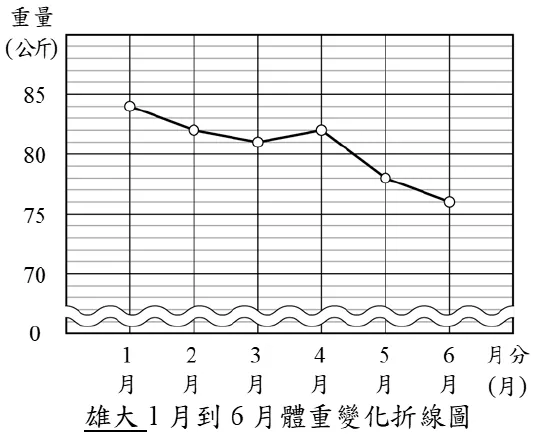 重量
(公斤)
85
80
75
70
0
1 2 3 4 5 6 月分
月 月 月 月 月 月 (月)
雄大1月到6月體重變化折線圖